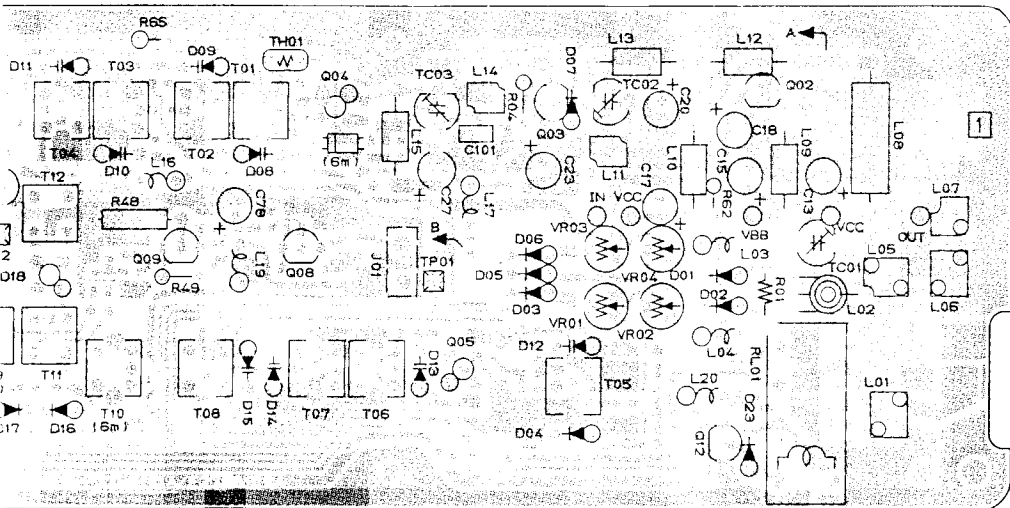 R65
D11
T03
D09
T01
TH01
Q04
TC03
L14
R04
D07
L13
TC02
C20
L12
A
Q02
1
T04
D10
L16
T02
D08
(6m)
L15
C101
Q03
C23
L11
L10
C18
C15
L09
L08
T12
R48
C78
C27
L17
IN
VCC
C17
R62
VBB
C13
VCC
L07
OUT
D18
Q09
R49
L19
Q08
J01
B
TP01
D06
D05
D03
VR03
VR04
D01
L03
R01
TC01
L05
L02
L06
VR01
VR02
D02
L04
T11
T10
(6m)
T08
D15
D14
T07
T06
D13
Q05
D12
T05
L20
RL01
C23
L01
D17
D16
D04
Q12